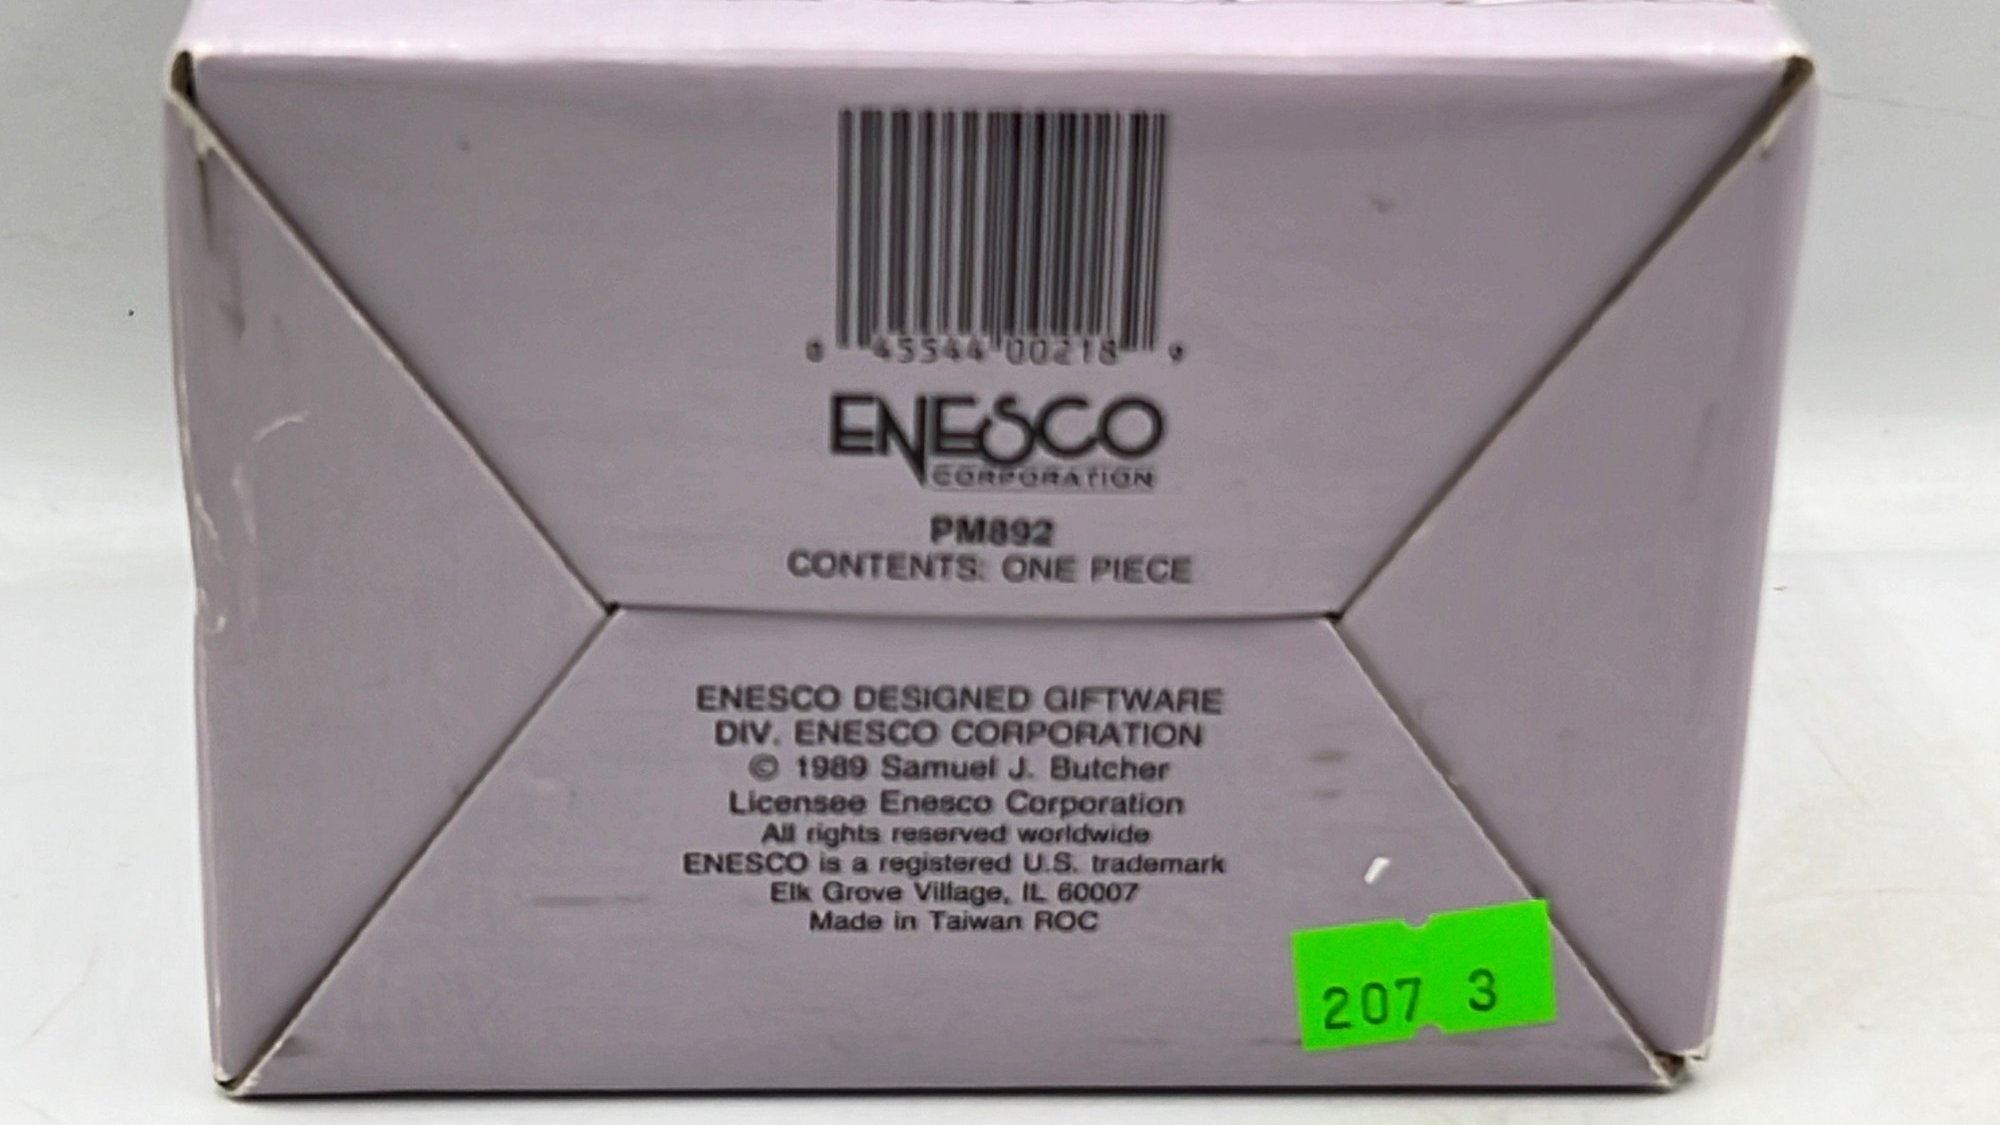 0 45544 00218 9
ENESCO
CORPORATION
PM892
CONTENTS: ONE PIECE
ENESCO DESIGNED GIFTWARE
DIV. ENESCO CORPORATION
© 1989 Samuel J. Butcher
Licensee Enesco Corporation
All rights reserved worldwide
ENESCO is a registered U.S. trademark
Elk Grove Village, IL 60007
Made in Taiwan ROC
207 3